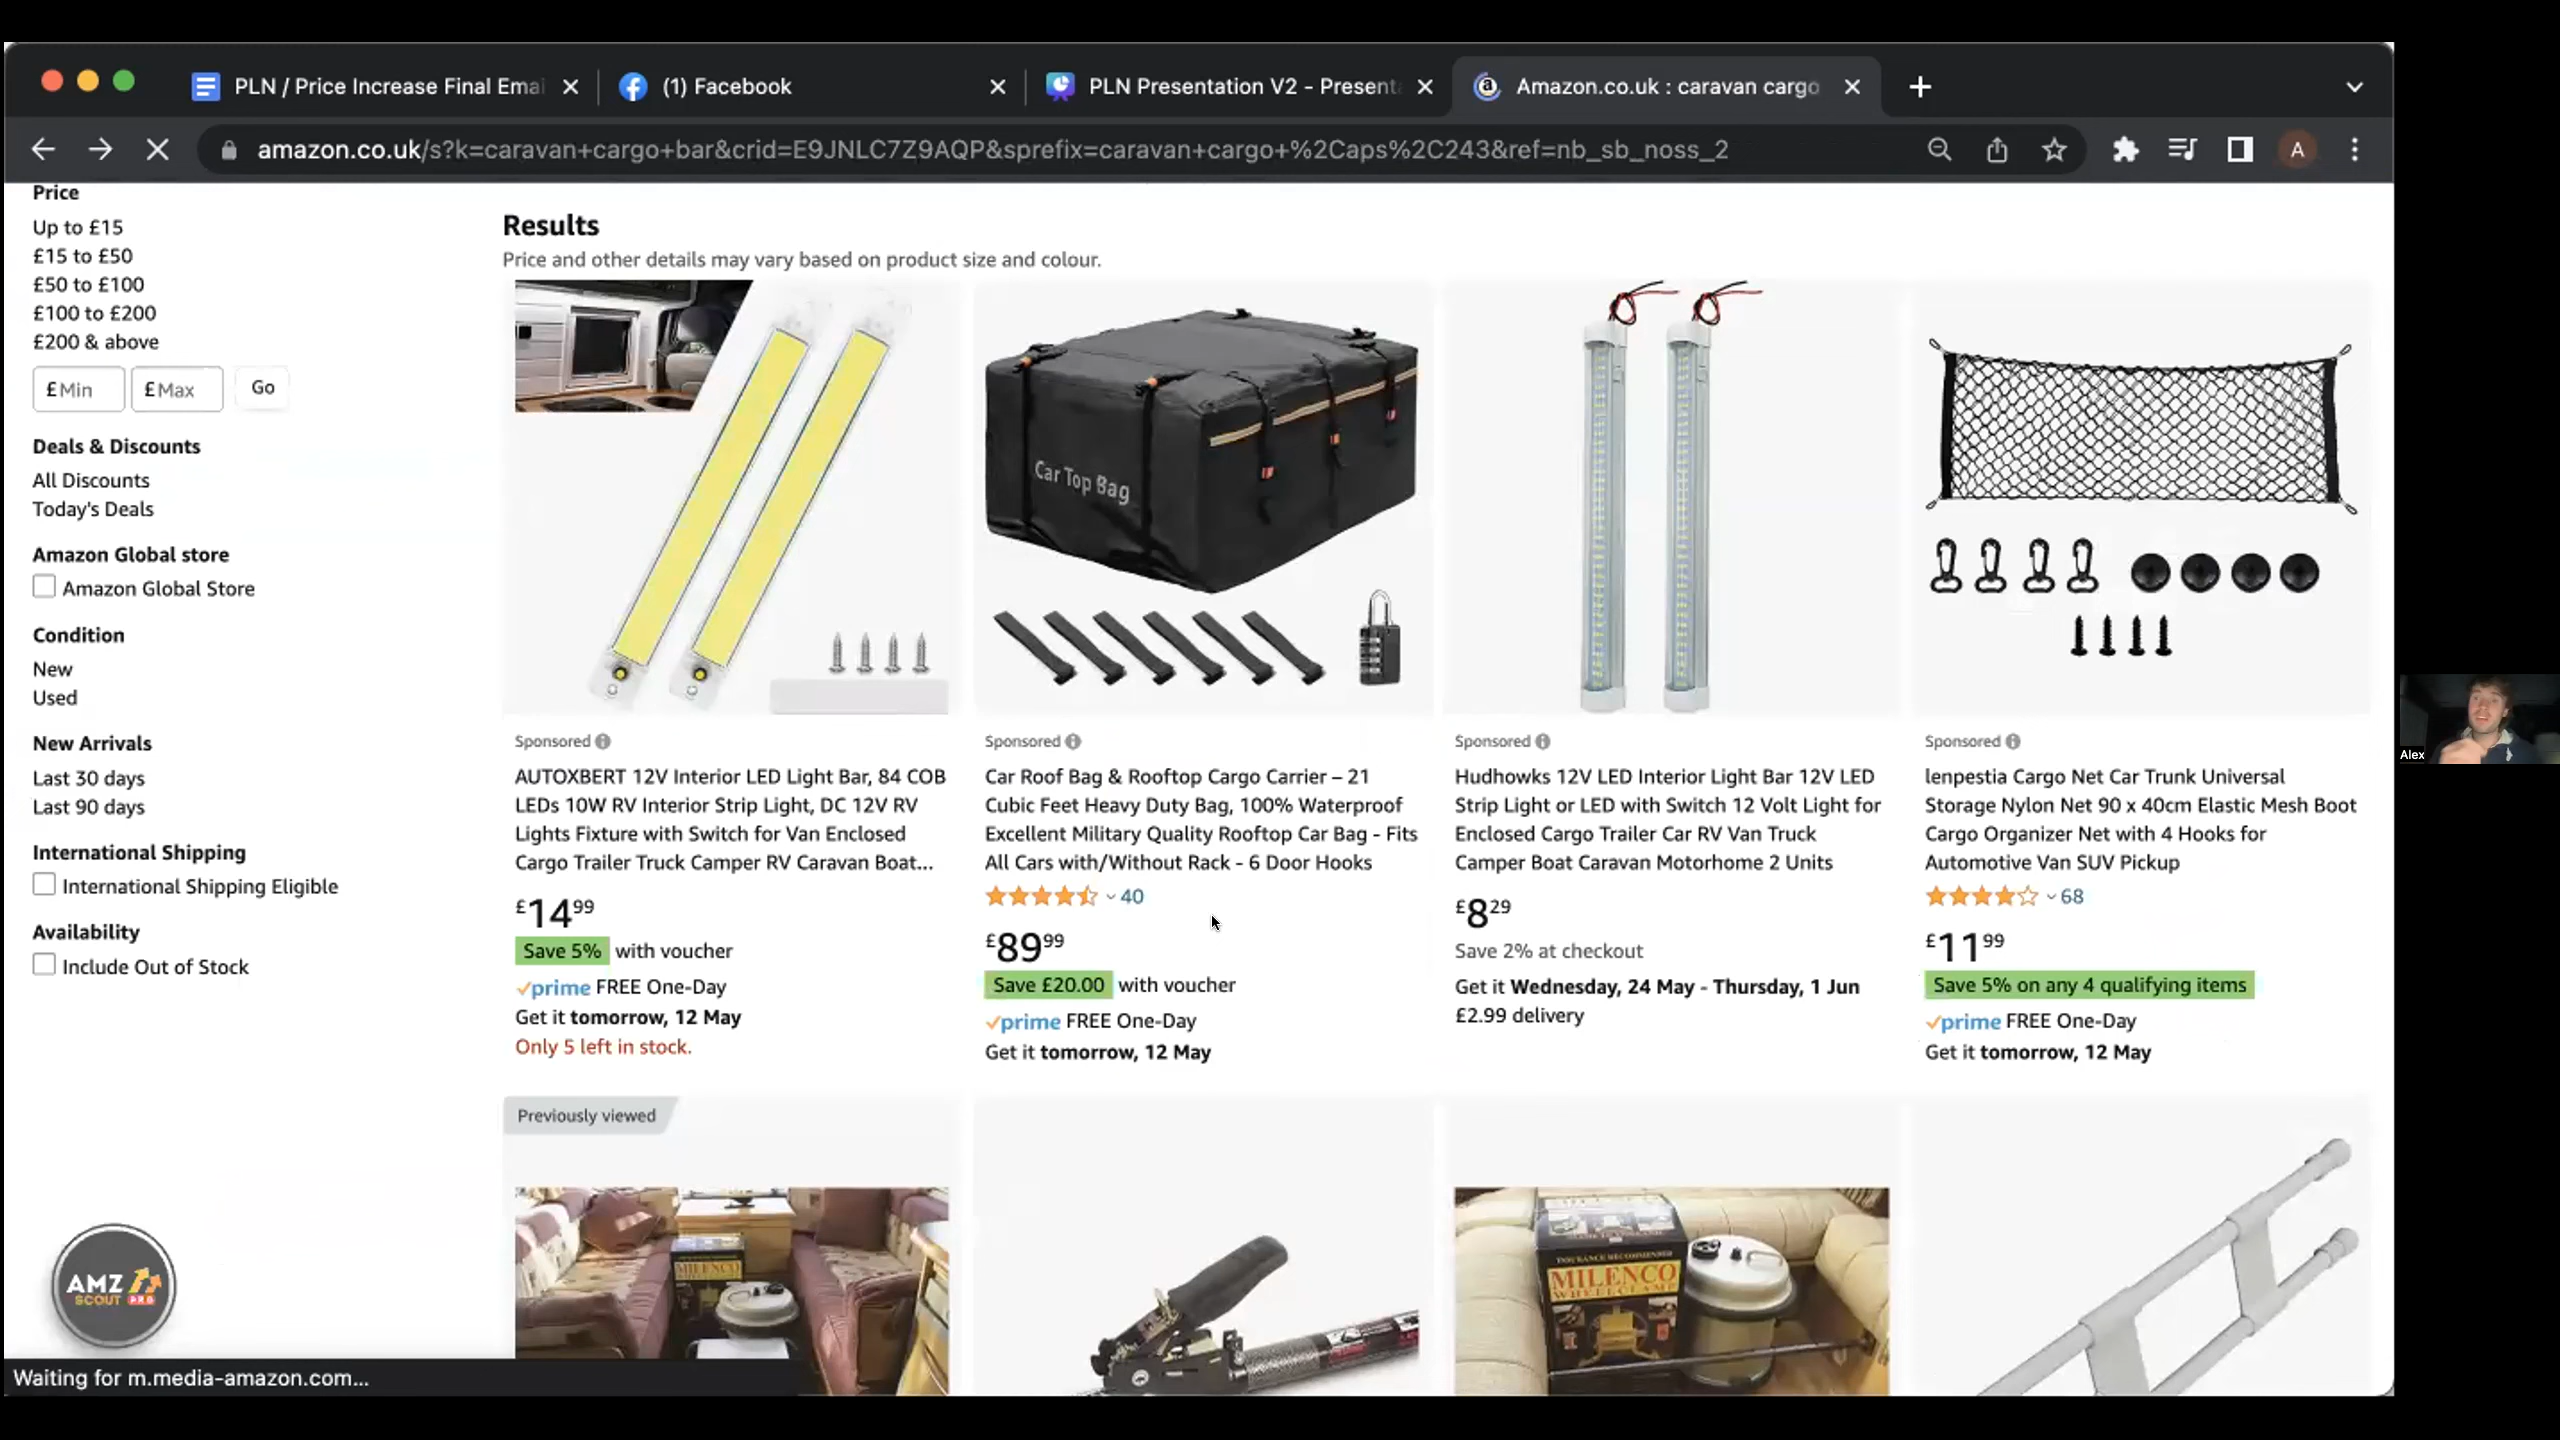 PLN / Price Increase Final Emai
(1) Facebook
PLN Presentation V2 - Present
Amazon.co.uk : caravan cargo
amazon.co.uk/s?k=caravan+cargo+bar&crid=E9JNLC7Z9AQP&sprefix=caravan+cargo+%2Caps%2C243&ref=nb_sb_noss_2
A
Price
Up to £15
£15 to £50
£50 to £100
£100 to £200
£200 & above
£ Min
£ Max
Go
Deals & Discounts
All Discounts
Today's Deals
Amazon Global store
Amazon Global Store
Condition
New
Used
New Arrivals
Last 30 days
Last 90 days
International Shipping
International Shipping Eligible
Availability
Include Out of Stock
AMZ
SCOUT PRO
Waiting for m.media-amazon.com...
Results
Price and other details may vary based on product size and colour.
Sponsored
AUTOXBERT 12V Interior LED Light Bar, 84 COB
LEDs 10W RV Interior Strip Light, DC 12V RV
Lights Fixture with Switch for Van Enclosed
Cargo Trailer Truck Camper RV Caravan Boat...
£1499
Save 5% with voucher
prime FREE One-Day
Get it tomorrow, 12 May
Only 5 left in stock.
Car Top Bag
Sponsored
Car Roof Bag & Rooftop Cargo Carrier – 21
Cubic Feet Heavy Duty Bag, 100% Waterproof
Excellent Military Quality Rooftop Car Bag - Fits
All Cars with/Without Rack - 6 Door Hooks
40
£8999
Save £20.00 with voucher
prime FREE One-Day
Get it tomorrow, 12 May
Sponsored
Hudhowks 12V LED Interior Light Bar 12V LED
Strip Light or LED with Switch 12 Volt Light for
Enclosed Cargo Trailer Car RV Van Truck
Camper Boat Caravan Motorhome 2 Units
£829
Save 2% at checkout
Get it Wednesday, 24 May - Thursday, 1 Jun
£2.99 delivery
Sponsored
lenpestia Cargo Net Car Trunk Universal
Storage Nylon Net 90 x 40cm Elastic Mesh Boot
Cargo Organizer Net with 4 Hooks for
Automotive Van SUV Pickup
68
£1199
Save 5% on any 4 qualifying items
prime FREE One-Day
Get it tomorrow, 12 May
Previously viewed
MILENCO
INSURANCE RECOMMENDED
MILENCO
WHEELCLAMP
Alex